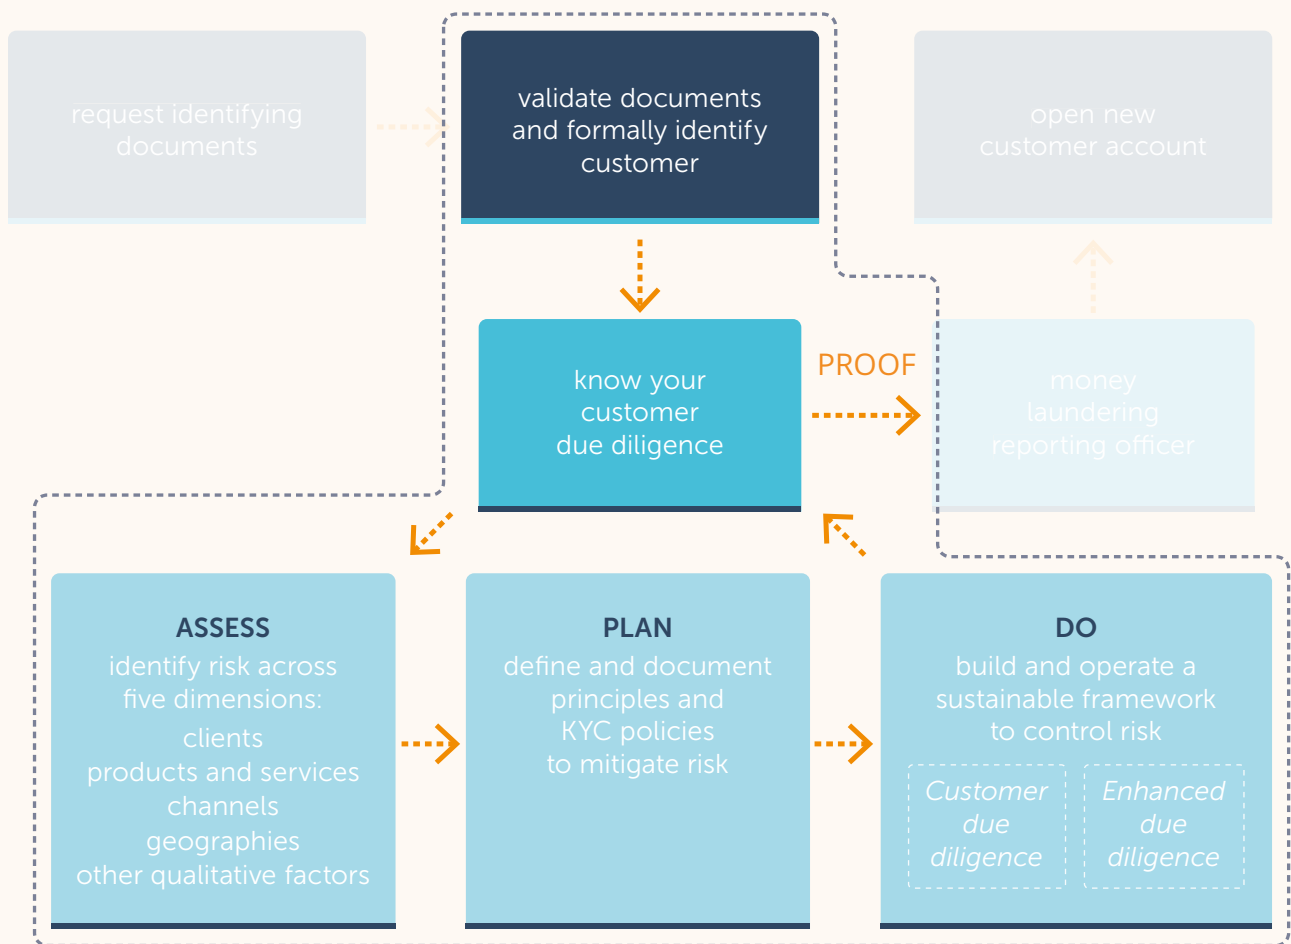 request identifying
documents
validate documents
and formally identify
customer
open new
customer account
know your
customer
due diligence
PROOF
money
laundering
reporting officer
ASSESS
identify risk across
five dimensions:
clients
products and services
channels
geographies
other qualitative factors
PLAN
define and document
principles and
KYC policies
to mitigate risk
DO
build and operate a
sustainable framework
to control risk
Customer
due
diligence
Enhanced
due
diligence